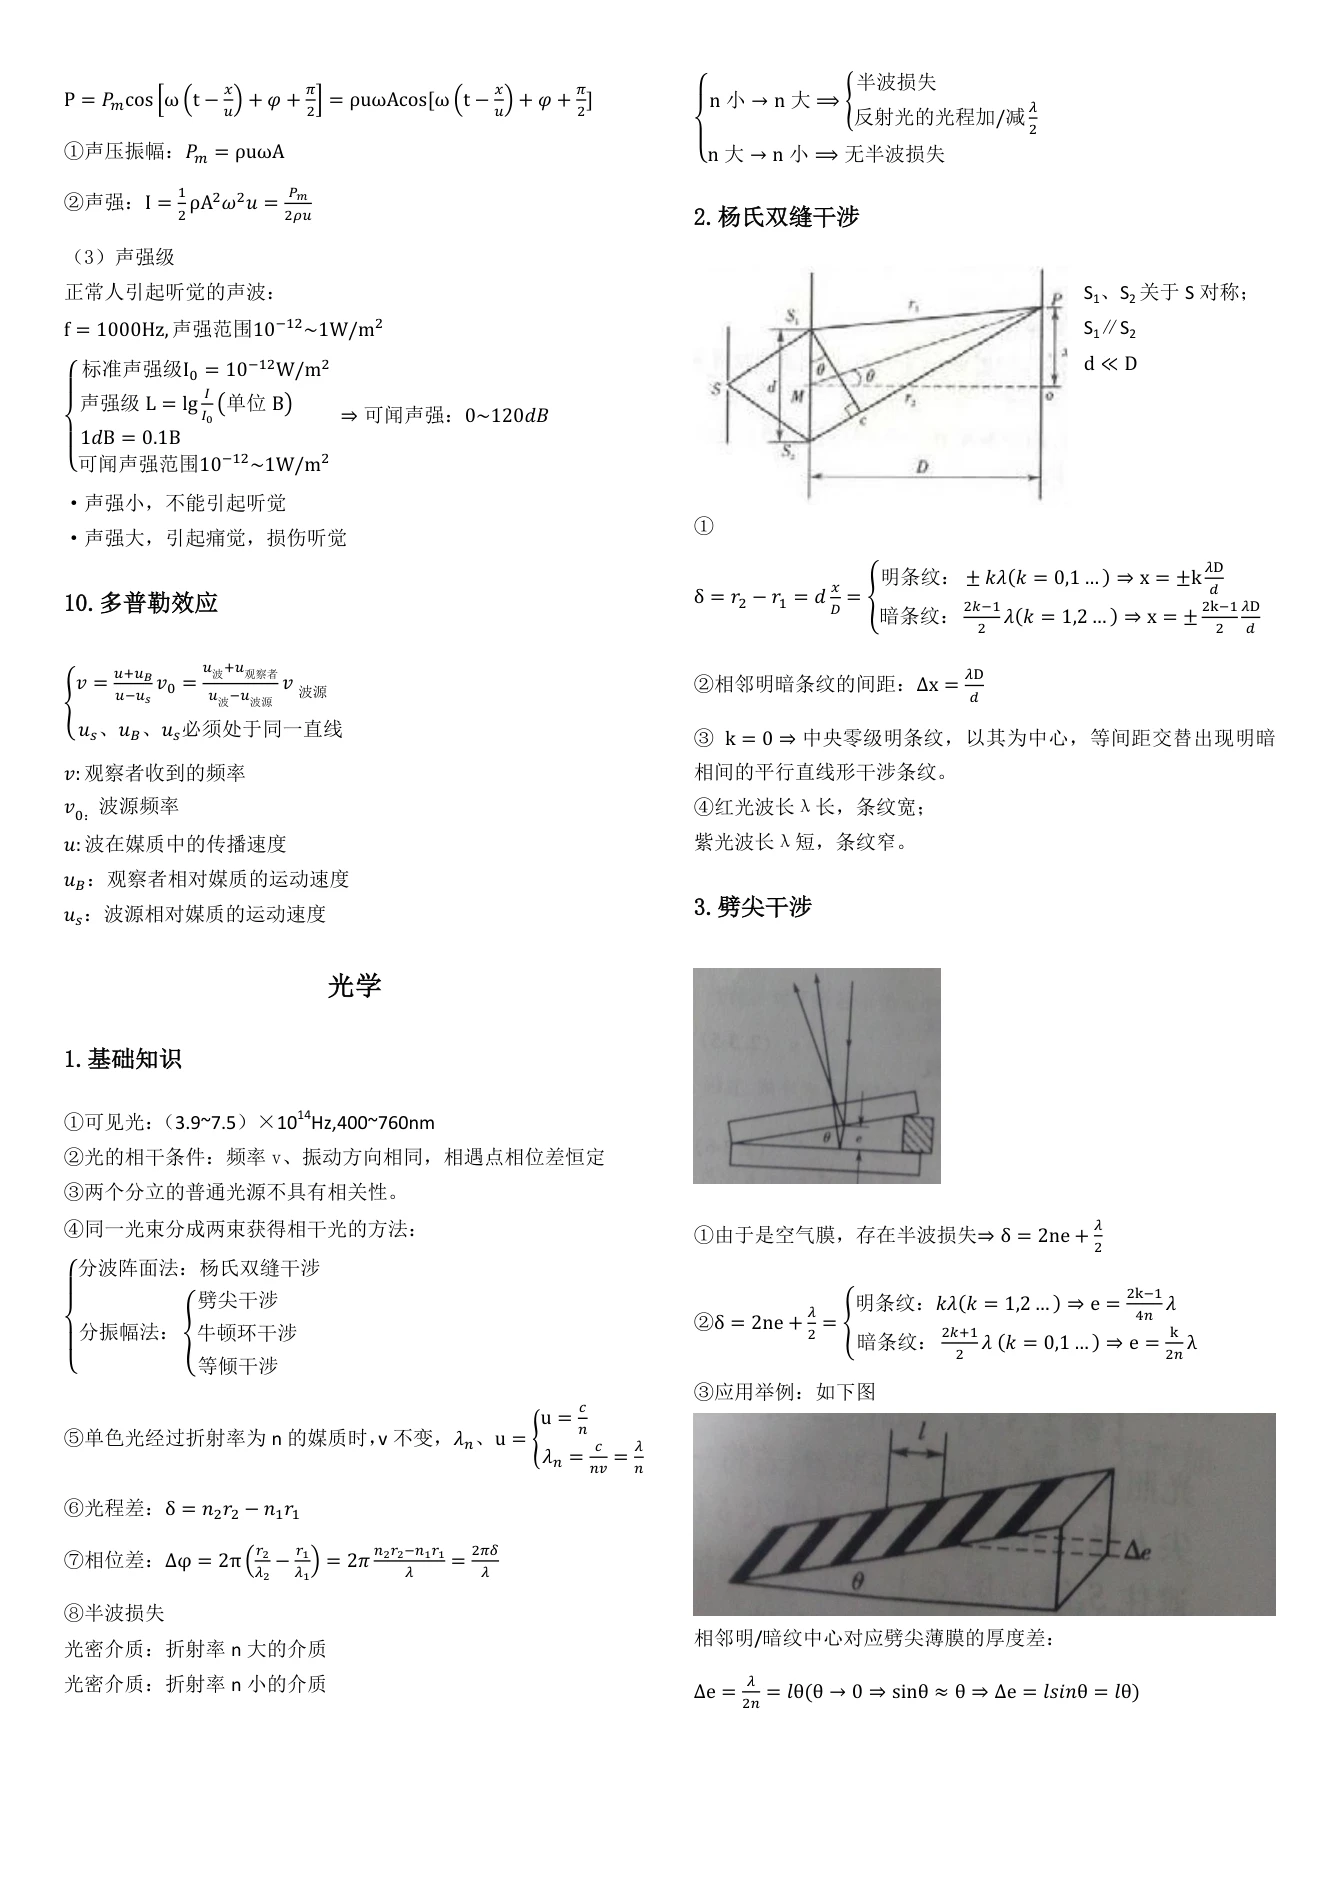 P = P_m cos[ω(t − x/u) + φ + π/2] = ρuωAcos[ω(t − x/u) + φ + π/2]
①声压振幅：P_m = ρuωA
②声强：I = 1/2 ρA²ω²u = P_m/2ρu
（3）声强级
正常人引起听觉的声波：
f = 1000Hz, 声强范围10⁻¹²~1W/m²
标准声强级I₀ = 10⁻¹²W/m²
声强级 L = lg I/I₀ (单位 B)
1dB = 0.1B
可闻声强范围10⁻¹²~1W/m²
⇒ 可闻声强：0~120dB
·声强小，不能引起听觉
·声强大，引起痛觉，损伤听觉
10.多普勒效应
v = (u+u_B)/(u−u_s) v₀ = (u波+u观察者)/(u波−u波源) v 波源
u_s、u_B、u_s必须处于同一直线
v: 观察者收到的频率
v₀：波源频率
u: 波在媒质中的传播速度
u_B：观察者相对媒质的运动速度
u_s：波源相对媒质的运动速度
光学
1.基础知识
①可见光：（3.9~7.5）×10¹⁴Hz,400~760nm
②光的相干条件：频率 v、振动方向相同，相遇点相位差恒定
③两个分立的普通光源不具有相关性。
④同一光束分成两束获得相干光的方法：
分波阵面法：杨氏双缝干涉
分振幅法：
劈尖干涉
牛顿环干涉
等倾干涉
⑤单色光经过折射率为 n 的媒质时，v 不变，λ_n、u = { u = c/n
λ_n = c/nv = λ/n
⑥光程差：δ = n₂r₂ − n₁r₁
⑦相位差：Δφ = 2π(r₂/λ₂ − r₁/λ₁) = 2π (n₂r₂−n₁r₁)/λ = 2πδ/λ
⑧半波损失
光密介质：折射率 n 大的介质
光密介质：折射率 n 小的介质
n 小 → n 大 ⟹ { 半波损失
反射光的光程加/减 λ/2
n 大 → n 小 ⟹ 无半波损失
2.杨氏双缝干涉
S
S₁
S₂
d
M
θ
θ
r₁
r₂
c
P
x
o
D
S₁、S₂ 关于 S 对称；
S₁∥S₂
d ≪ D
①
δ = r₂ − r₁ = d x/D = { 明条纹： ± kλ(k = 0,1 … ) ⇒ x = ±k λD/d
暗条纹： (2k−1)/2 λ(k = 1,2 … ) ⇒ x = ± (2k−1)/2 λD/d
②相邻明暗条纹的间距：Δx = λD/d
③ k = 0 ⇒ 中央零级明条纹，以其为中心，等间距交替出现明暗
相间的平行直线形干涉条纹。
④红光波长 λ 长，条纹宽；
紫光波长 λ 短，条纹窄。
3.劈尖干涉
θ
e
①由于是空气膜，存在半波损失⇒ δ = 2ne + λ/2
②δ = 2ne + λ/2 = { 明条纹：kλ(k = 1,2 … ) ⇒ e = (2k−1)/4n λ
暗条纹： (2k+1)/2 λ (k = 0,1 … ) ⇒ e = k/2n λ
③应用举例：如下图
l
Δe
θ
相邻明/暗纹中心对应劈尖薄膜的厚度差：
Δe = λ/2n = lθ(θ → 0 ⇒ sinθ ≈ θ ⇒ Δe = lsinθ = lθ)